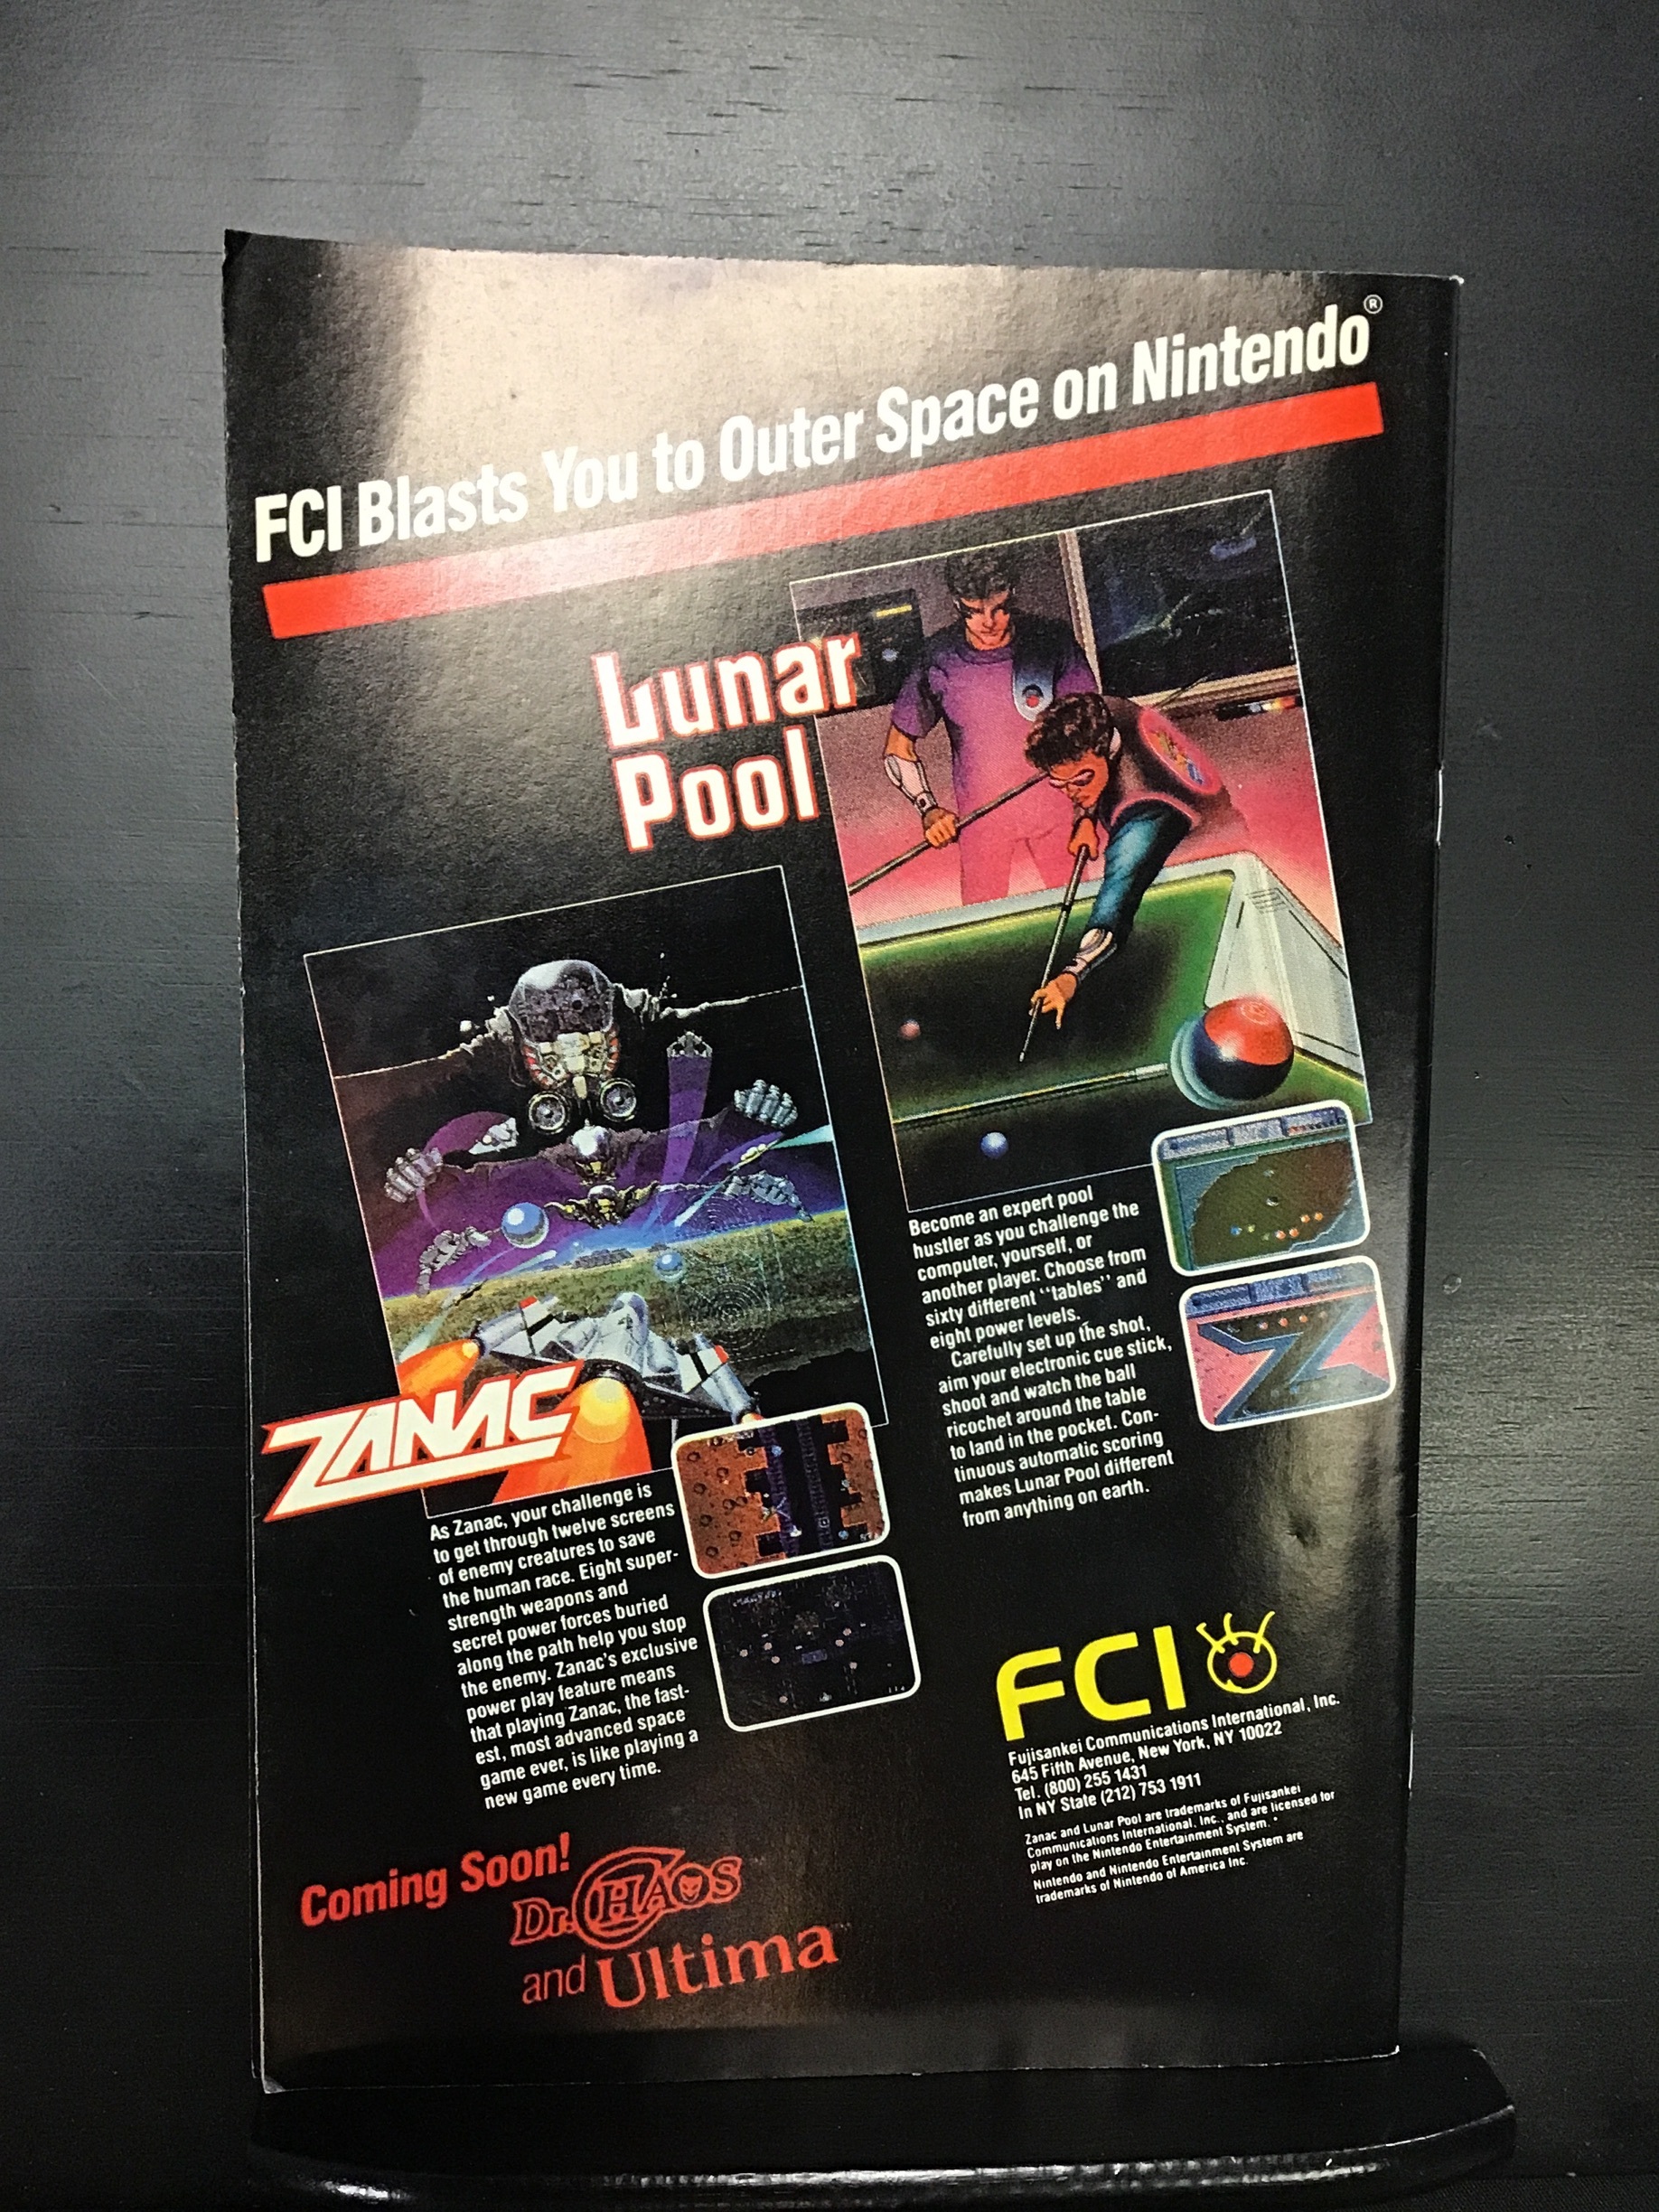 FCI Blasts You to Outer Space on Nintendo®
Lunar
Pool
Become an expert pool
hustler as you challenge the
computer, yourself, or
another player. Choose from
sixty different "tables" and
eight power levels.
Carefully set up the shot,
aim your electronic cue stick,
shoot and watch the ball
ricochet around the table
to land in the pocket. Con-
tinuous automatic scoring
makes Lunar Pool different
from anything on earth.
ZANAC
As Zanac, your challenge is
to get through twelve screens
of enemy creatures to save
the human race. Eight super-
strength weapons and
secret power forces buried
along the path help you stop
the enemy. Zanac's exclusive
power play feature means
that playing Zanac, the fast-
est, most advanced space
game ever, is like playing a
new game every time.
FCI
Fujisankei Communications International, Inc.
645 Fifth Avenue, New York, NY 10022
Tel. (800) 255 1431
In NY State (212) 753 1911
Zanac and Lunar Pool are trademarks of Fujisankei
Communications International, Inc., and are licensed for
play on the Nintendo Entertainment System.
Nintendo and Nintendo Entertainment System are
trademarks of Nintendo of America Inc.
Coming Soon!
Dr. CHAOS
and Ultima